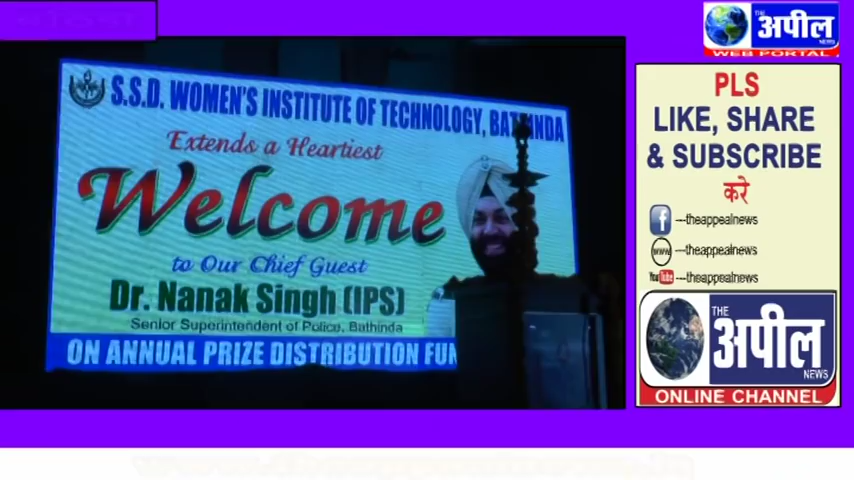 S.S.D. WOMEN'S INSTITUTE OF TECHNOLOGY, BATHINDA
Extends a Heartiest
Welcome
to Our Chief Guest
Dr. Nanak Singh (IPS)
Senior Superintendent of Police, Bathinda
ON ANNUAL PRIZE DISTRIBUTION FUN
THE
अपील
NEWS
WEB PORTAL
PLS
LIKE, SHARE
& SUBSCRIBE
करे
---theappealnews
www ---theappealnews
YouTube ---theappealnews
THE
अपील
NEWS
ONLINE CHANNEL